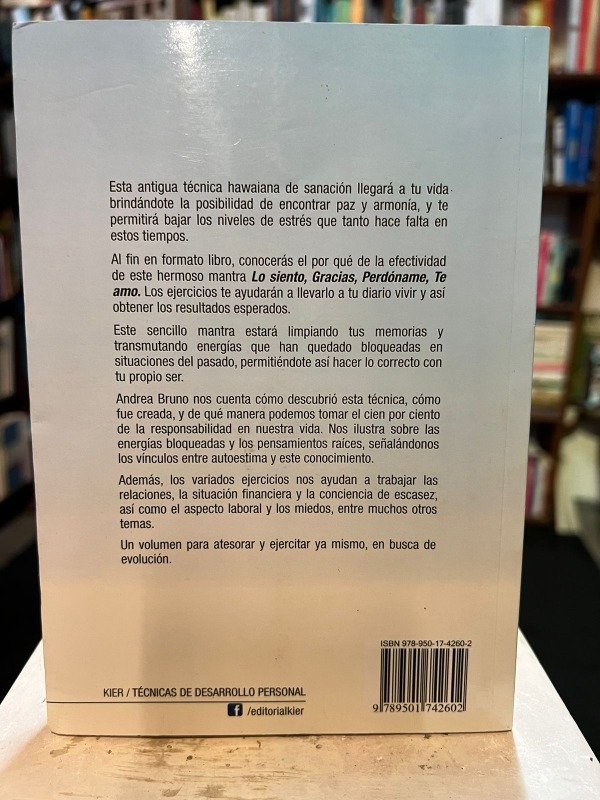 Esta antigua técnica hawaiana de sanación llegará a tu vida
brindándote la posibilidad de encontrar paz y armonía, y te
permitirá bajar los niveles de estrés que tanto hace falta en
estos tiempos.
Al fin en formato libro, conocerás el por qué de la efectividad
de este hermoso mantra Lo siento, Gracias, Perdóname, Te
amo. Los ejercicios te ayudarán a llevarlo a tu diario vivir y así
obtener los resultados esperados.
Este sencillo mantra estará limpiando tus memorias y
transmutando energías que han quedado bloqueadas en
situaciones del pasado, permitiéndote así hacer lo correcto con
tu propio ser.
Andrea Bruno nos cuenta cómo descubrió esta técnica, cómo
fue creada, y de qué manera podemos tomar el cien por ciento
de la responsabilidad en nuestra vida. Nos ilustra sobre las
energías bloqueadas y los pensamientos raíces, señalándonos
los vínculos entre autoestima y este conocimiento.
Además, los variados ejercicios nos ayudan a trabajar las
relaciones, la situación financiera y la conciencia de escasez,
así como el aspecto laboral y los miedos, entre muchos otros
temas.
Un volumen para atesorar y ejercitar ya mismo, en busca de
evolución.
ISBN 978-950-17-4260-2
9 789501 742602
KIER / TÉCNICAS DE DESARROLLO PERSONAL
f /editorialkier